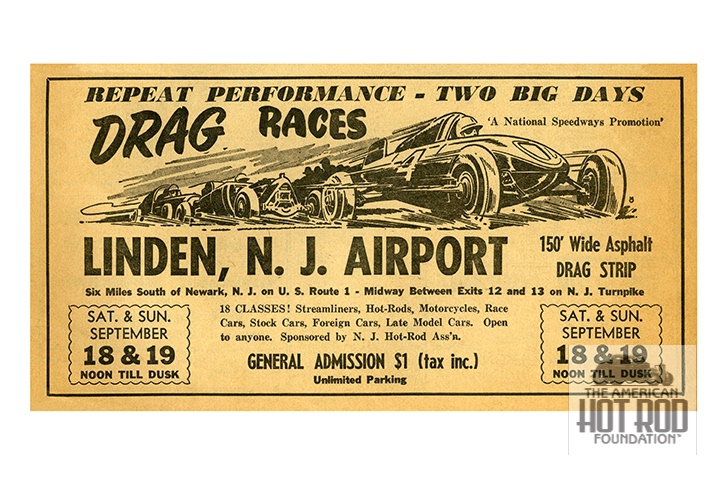 REPEAT PERFORMANCE - TWO BIG DAYS
DRAG RACES
'A National Speedways Promotion'
LINDEN, N. J. AIRPORT
150' Wide Asphalt
DRAG STRIP
Six Miles South of Newark, N. J. on U. S. Route 1 - Midway Between Exits 12 and 13 on N. J. Turnpike
SAT. & SUN.
SEPTEMBER
18 & 19
NOON TILL DUSK
18 CLASSES! Streamliners, Hot-Rods, Motorcycles, Race
Cars, Stock Cars, Foreign Cars, Late Model Cars. Open
to anyone. Sponsored by N. J. Hot-Rod Ass'n.
GENERAL ADMISSION $1 (tax inc.)
Unlimited Parking
SAT. & SUN.
SEPTEMBER
18 & 19
NOON TILL DUSK
THE AMERICAN
HOT ROD
FOUNDATION™